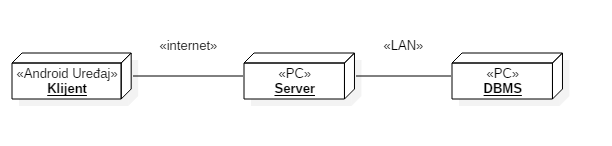 «internet»
«LAN»
«Android Uređaj»
Klijent
«PC»
Server
«PC»
DBMS